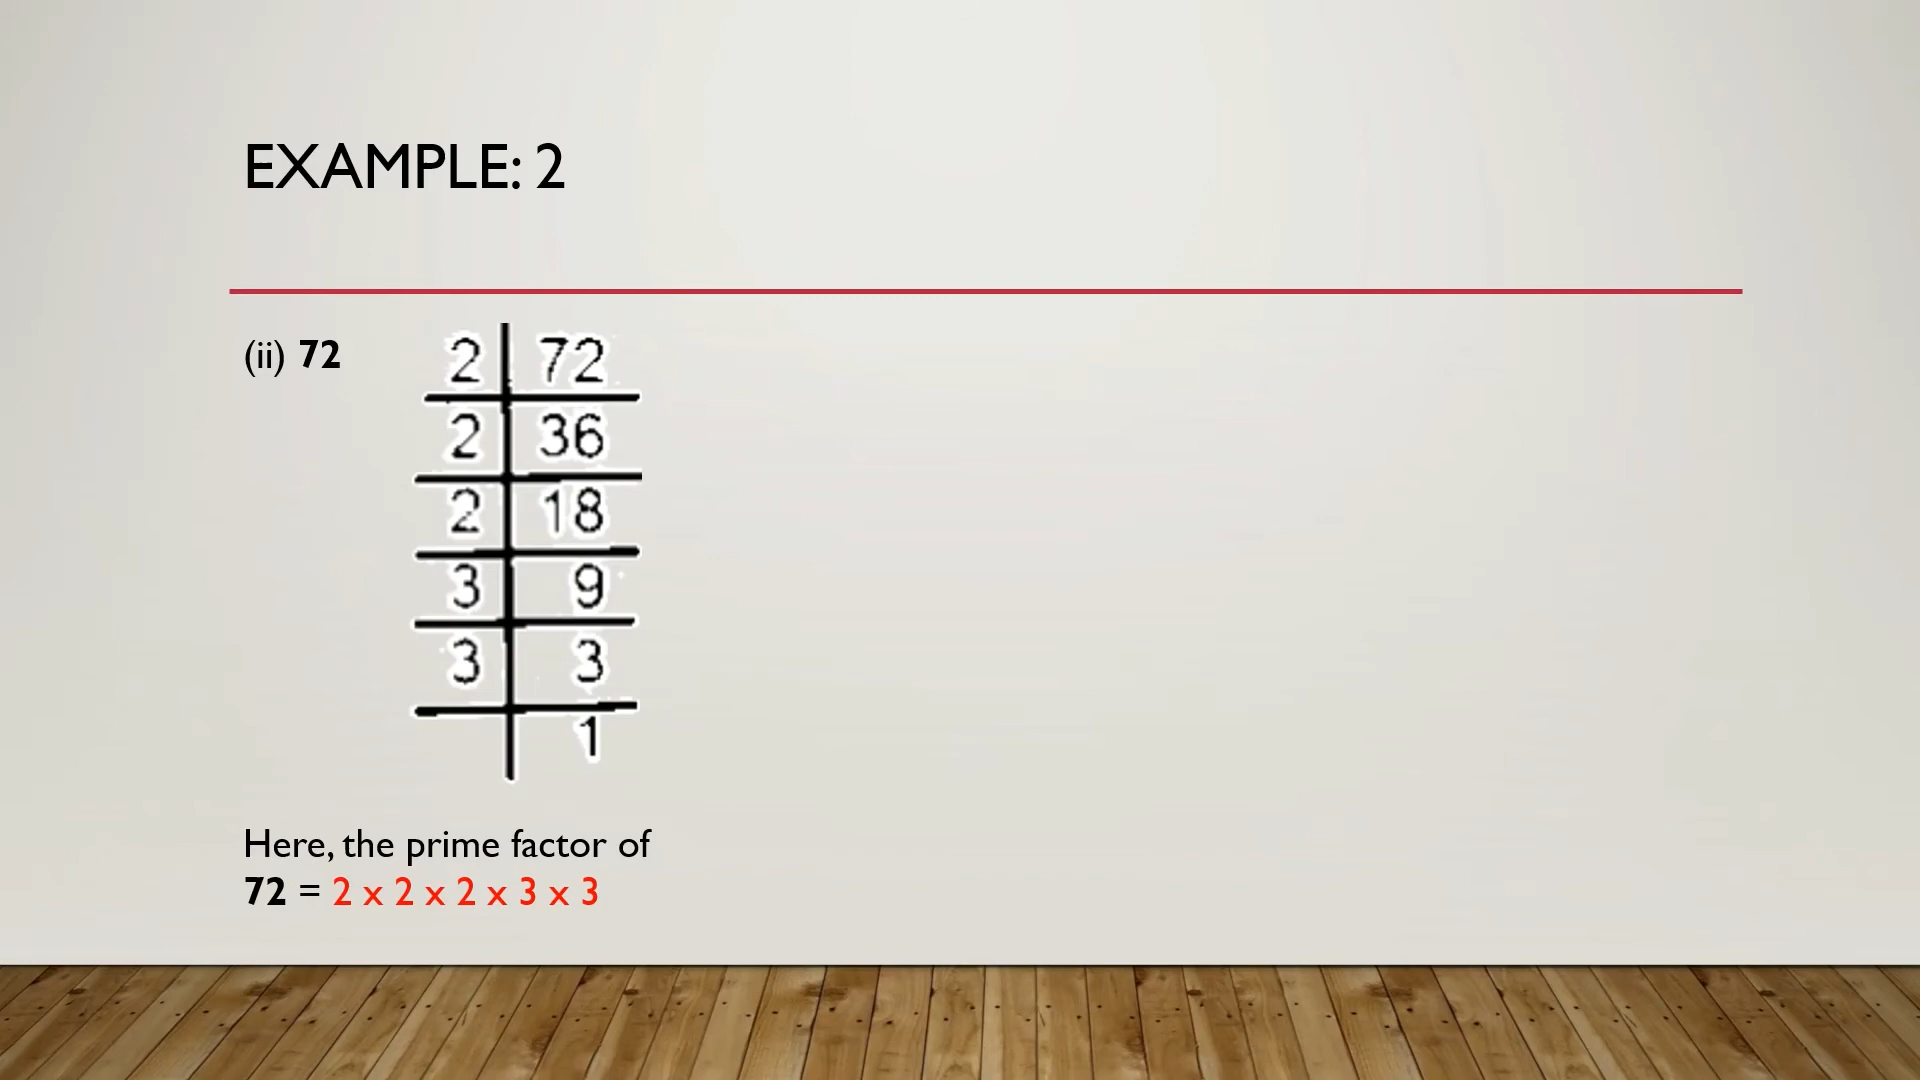 EXAMPLE: 2
(ii) 72
2 72
2 36
2 18
3 9
3 3
1
Here, the prime factor of
72 = 2 x 2 x 2 x 3 x 3